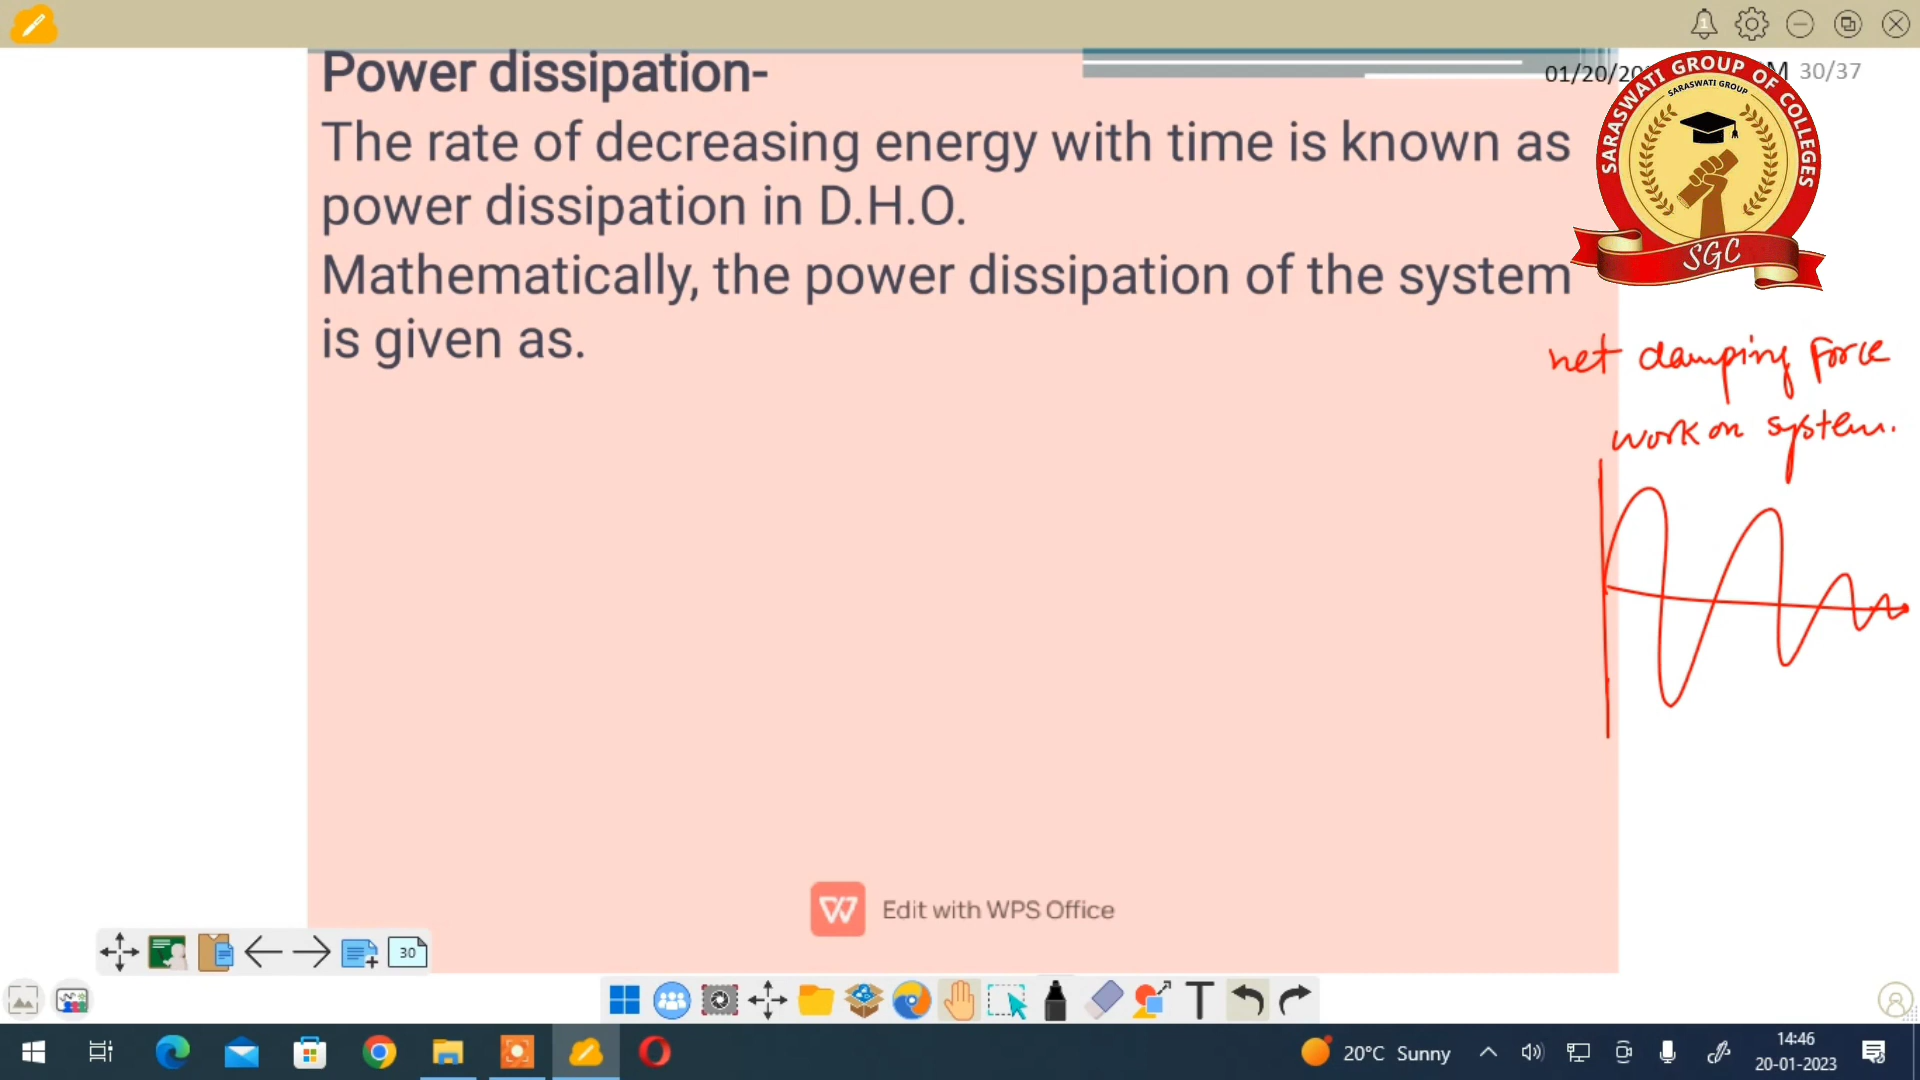 Power dissipation-
01/20/20
M 30/37
The rate of decreasing energy with time is known as
power dissipation in D.H.O.
Mathematically, the power dissipation of the system
is given as.
SARASWATI GROUP OF COLLEGES
SARASWATI GROUP
SGC
net damping force
work on system.
Edit with WPS Office
30
T
20°C Sunny
14:46
20-01-2023